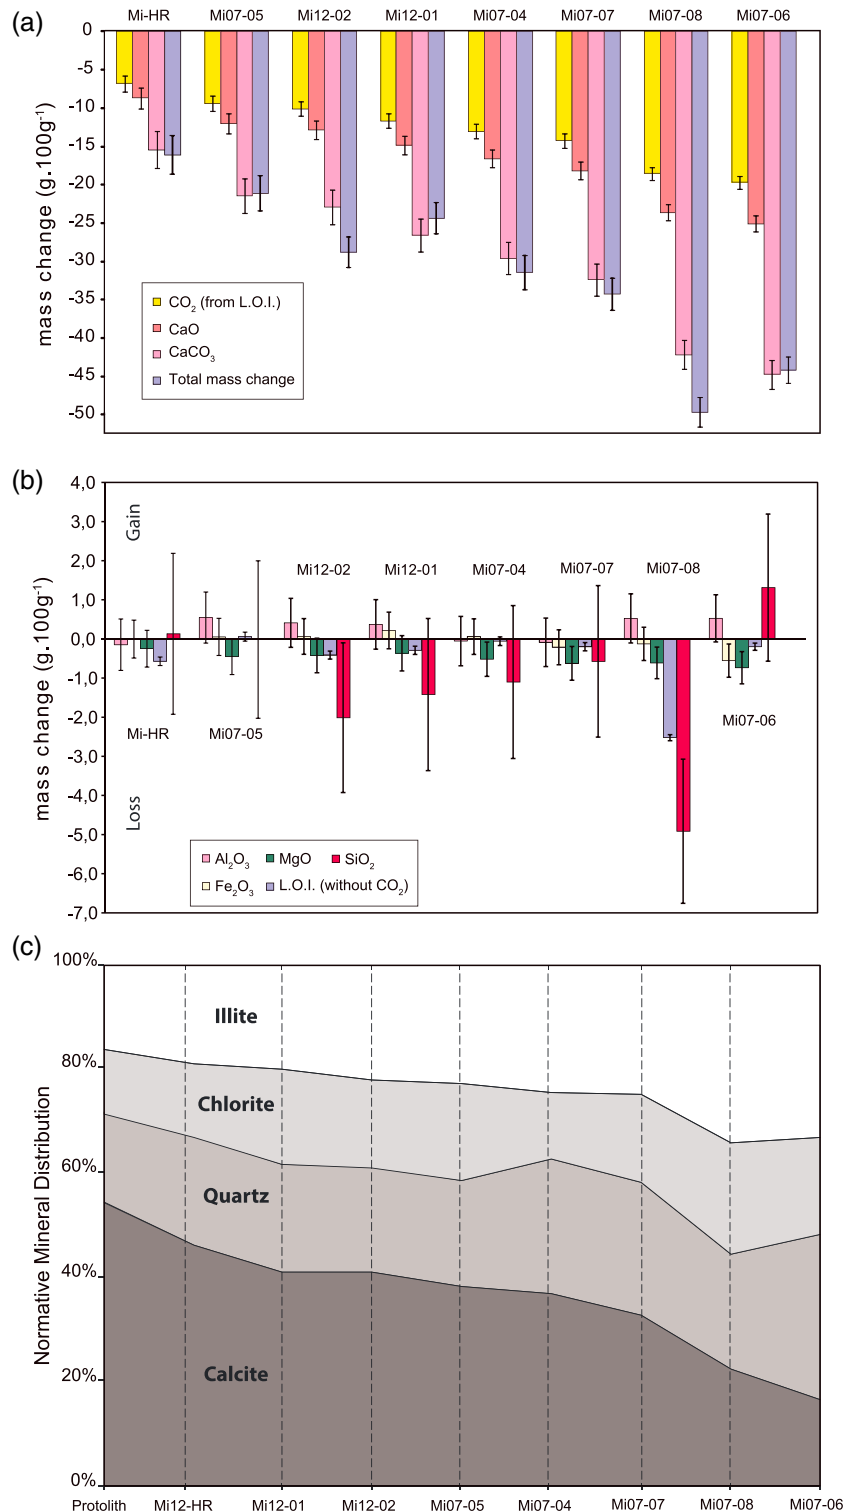 (a)
Mi-HR Mi07-05 Mi12-02 Mi12-01 Mi07-04 Mi07-07 Mi07-08 Mi07-06
0
-5
-10
-15
-20
-25
-30
-35
-40
-45
-50
mass change (g.100g⁻¹)
CO₂ (from L.O.I.)
CaO
CaCO₃
Total mass change
(b)
4,0
3,0
2,0
1,0
0,0
-1,0
-2,0
-3,0
-4,0
-5,0
-6,0
-7,0
mass change (g.100g⁻¹)
Gain
Loss
Mi12-02 Mi12-01 Mi07-04 Mi07-07 Mi07-08
Mi-HR Mi07-05 Mi07-06
Al₂O₃ MgO SiO₂
Fe₂O₃ L.O.I. (without CO₂)
(c)
100%
80%
60%
40%
20%
0%
Normative Mineral Distribution
Illite
Chlorite
Quartz
Calcite
Protolith Mi12-HR Mi12-01 Mi12-02 Mi07-05 Mi07-04 Mi07-07 Mi07-08 Mi07-06